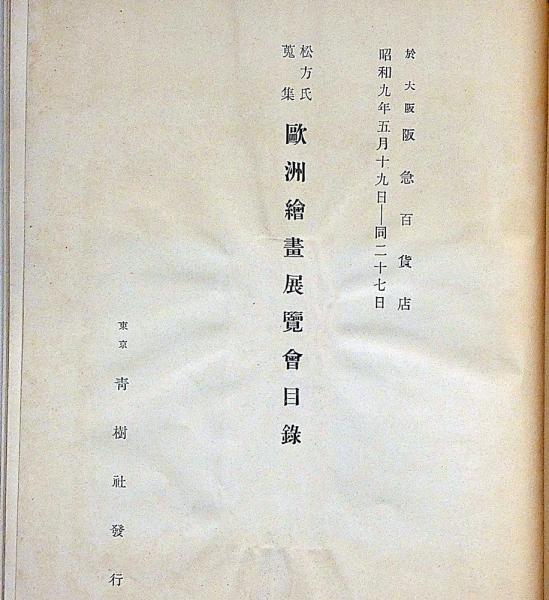 於大阪阪急百貨店
昭和九年五月十九日―同二十七日
松方氏
蒐集
歐洲繪畫展覽會目錄
東京 靑樹社發行